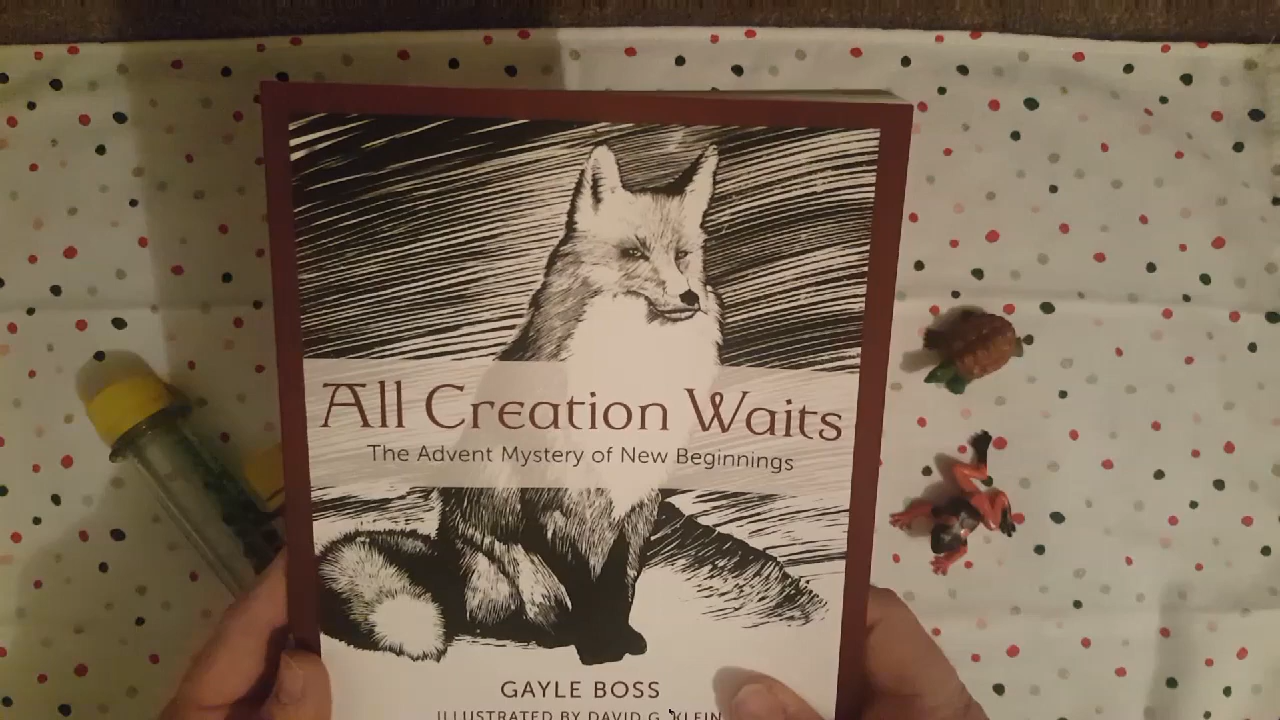 All Creation Waits
The Advent Mystery of New Beginnings
GAYLE BOSS
ILLUSTRATED BY DAVID G. KLEIN